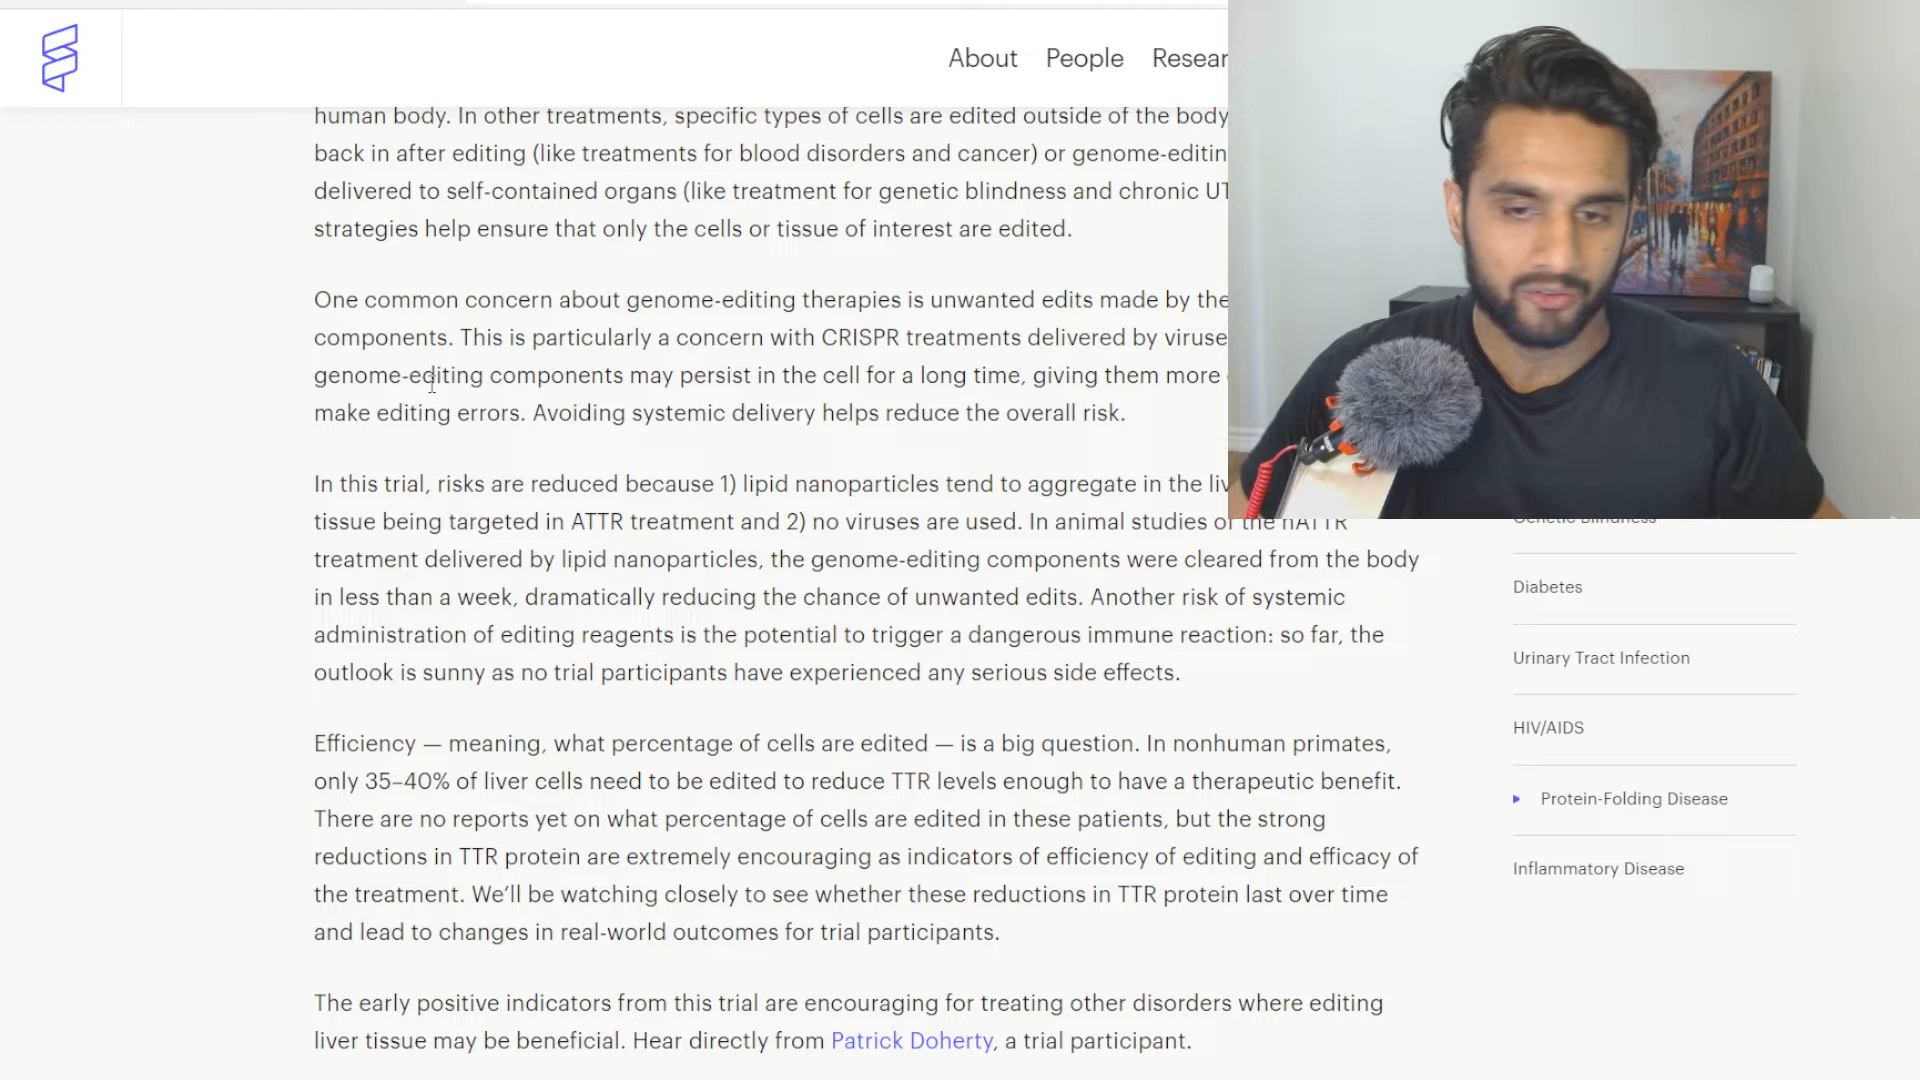 About People Resear
human body. In other treatments, specific types of cells are edited outside of the body
back in after editing (like treatments for blood disorders and cancer) or genome-editin
delivered to self-contained organs (like treatment for genetic blindness and chronic UT
strategies help ensure that only the cells or tissue of interest are edited.
One common concern about genome-editing therapies is unwanted edits made by the
components. This is particularly a concern with CRISPR treatments delivered by viruse
genome-editing components may persist in the cell for a long time, giving them more
make editing errors. Avoiding systemic delivery helps reduce the overall risk.
In this trial, risks are reduced because 1) lipid nanoparticles tend to aggregate in the liv
tissue being targeted in ATTR treatment and 2) no viruses are used. In animal studies of the hATTR
treatment delivered by lipid nanoparticles, the genome-editing components were cleared from the body
in less than a week, dramatically reducing the chance of unwanted edits. Another risk of systemic
administration of editing reagents is the potential to trigger a dangerous immune reaction: so far, the
outlook is sunny as no trial participants have experienced any serious side effects.
Efficiency — meaning, what percentage of cells are edited — is a big question. In nonhuman primates,
only 35–40% of liver cells need to be edited to reduce TTR levels enough to have a therapeutic benefit.
There are no reports yet on what percentage of cells are edited in these patients, but the strong
reductions in TTR protein are extremely encouraging as indicators of efficiency of editing and efficacy of
the treatment. We’ll be watching closely to see whether these reductions in TTR protein last over time
and lead to changes in real-world outcomes for trial participants.
The early positive indicators from this trial are encouraging for treating other disorders where editing
liver tissue may be beneficial. Hear directly from Patrick Doherty, a trial participant.
Genetic Blindness
Diabetes
Urinary Tract Infection
HIV/AIDS
Protein-Folding Disease
Inflammatory Disease